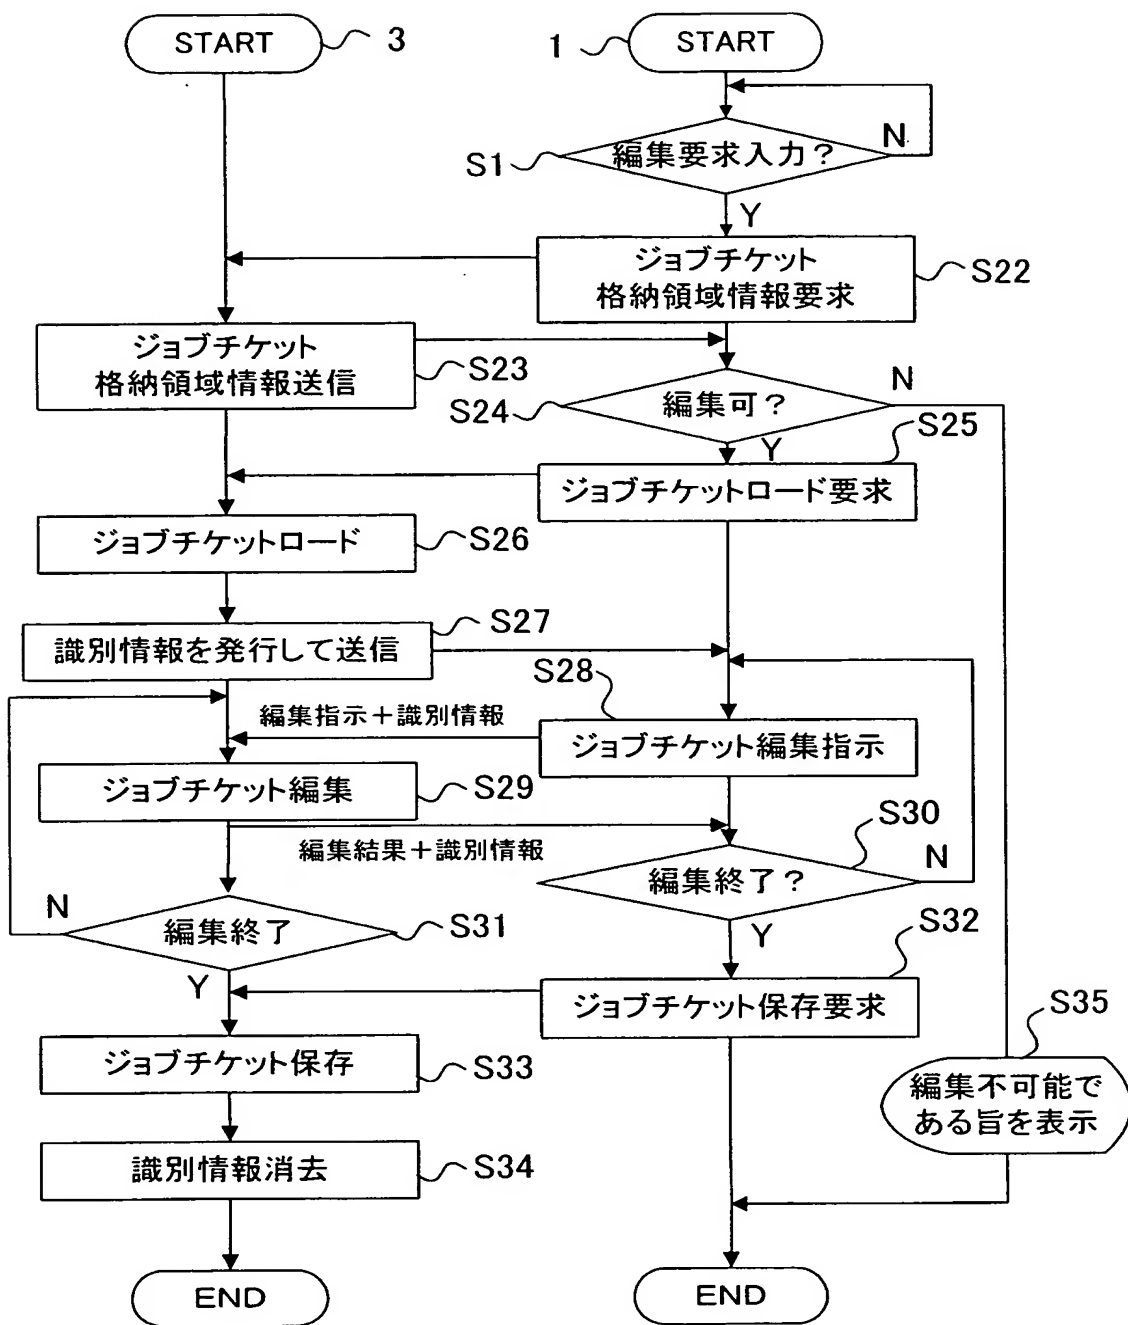 START
3
1
START
編集要求入力?
N
S1
Y
ジョブチケット
格納領域情報要求
S22
ジョブチケット
格納領域情報送信
S23
S24
編集可?
N
Y
S25
ジョブチケットロード要求
ジョブチケットロード
S26
識別情報を発行して送信
S27
S28
編集指示+識別情報
ジョブチケット編集指示
ジョブチケット編集
S29
編集結果+識別情報
S30
編集終了?
N
N
編集終了
S31
Y
Y
S32
ジョブチケット保存要求
ジョブチケット保存
S33
S35
編集不可能で
ある旨を表示
識別情報消去
S34
END
END